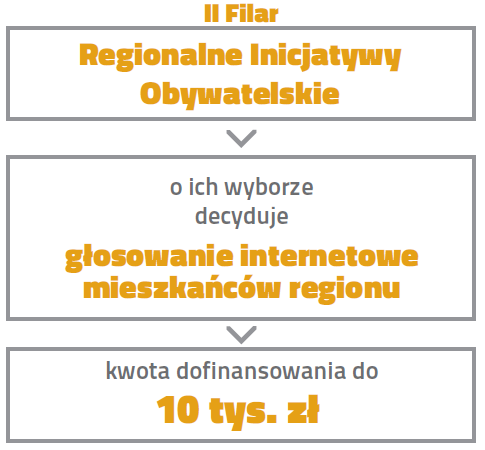 II Filar
Regionalne Inicjatywy
Obywatelskie
o ich wyborze
decyduje
głosowanie internetowe
mieszkańców regionu
kwota dofinansowania do
10 tys. zł